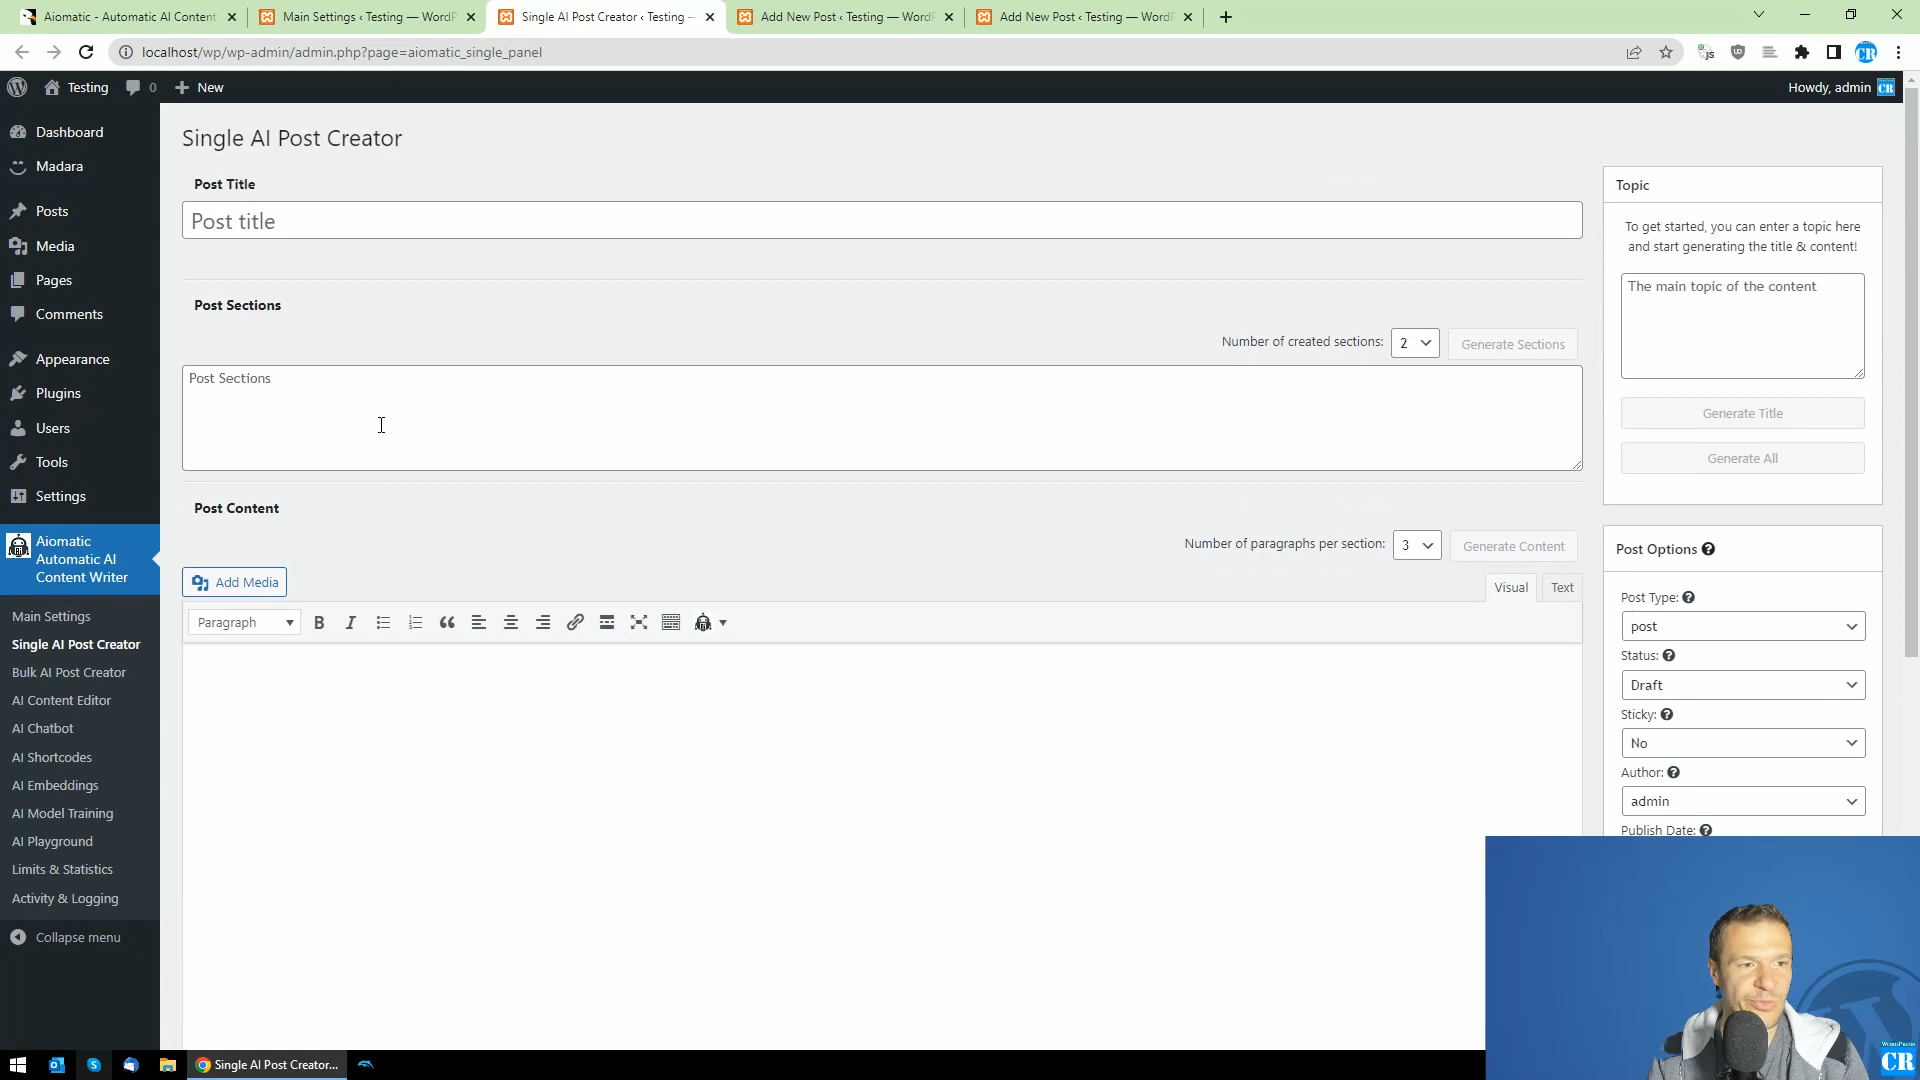 Aiomatic - Automatic AI Content
Main Settings ‹ Testing — WordP
Single AI Post Creator ‹ Testing —
Add New Post ‹ Testing — WordP
Add New Post ‹ Testing — WordP
localhost/wp/wp-admin/admin.php?page=aiomatic_single_panel
CR
Testing
0
New
Howdy, admin
Dashboard
Madara
Posts
Media
Pages
Comments
Appearance
Plugins
Users
Tools
Settings
Aiomatic
Automatic AI
Content Writer
Main Settings
Single AI Post Creator
Bulk AI Post Creator
AI Content Editor
AI Chatbot
AI Shortcodes
AI Embeddings
AI Model Training
AI Playground
Limits & Statistics
Activity & Logging
Collapse menu
Single AI Post Creator
Post Title
Post title
Post Sections
Number of created sections: 2 Generate Sections
Post Sections
Post Content
Number of paragraphs per section: 3 Generate Content
Add Media
Visual Text
Paragraph
Topic
To get started, you can enter a topic here
and start generating the title & content!
The main topic of the content
Generate Title
Generate All
Post Options
Post Type:
post
Status:
Draft
Sticky:
No
Author:
admin
Publish Date:
Single AI Post Creator...
WORDPRESS
CR